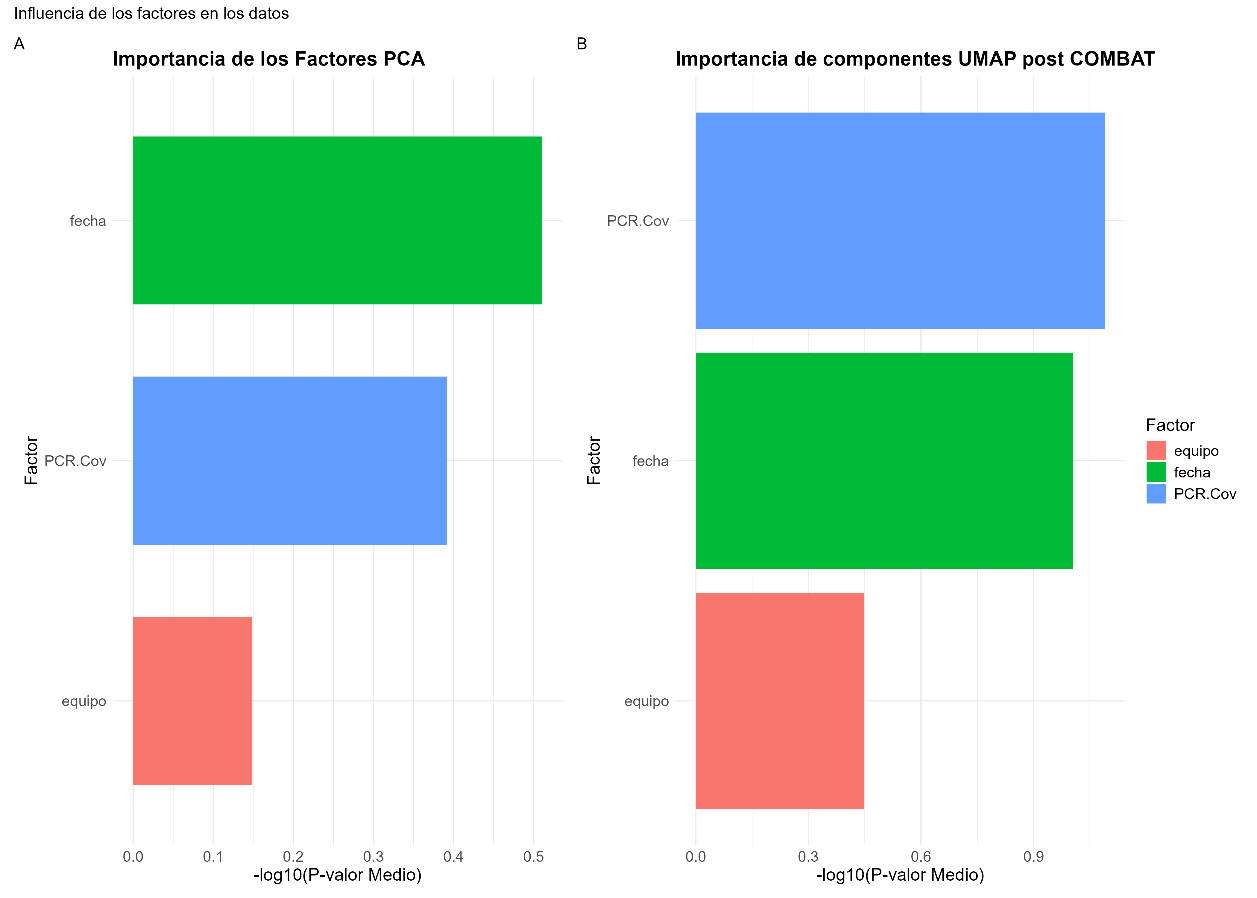 Influencia de los factores en los datos
A
Importancia de los Factores PCA
Factor
fecha
PCR.Cov
equipo
0.0 0.1 0.2 0.3 0.4 0.5
-log10(P-valor Medio)
B
Importancia de componentes UMAP post COMBAT
Factor
PCR.Cov
fecha
equipo
0.0 0.3 0.6 0.9
-log10(P-valor Medio)
Factor
equipo
fecha
PCR.Cov